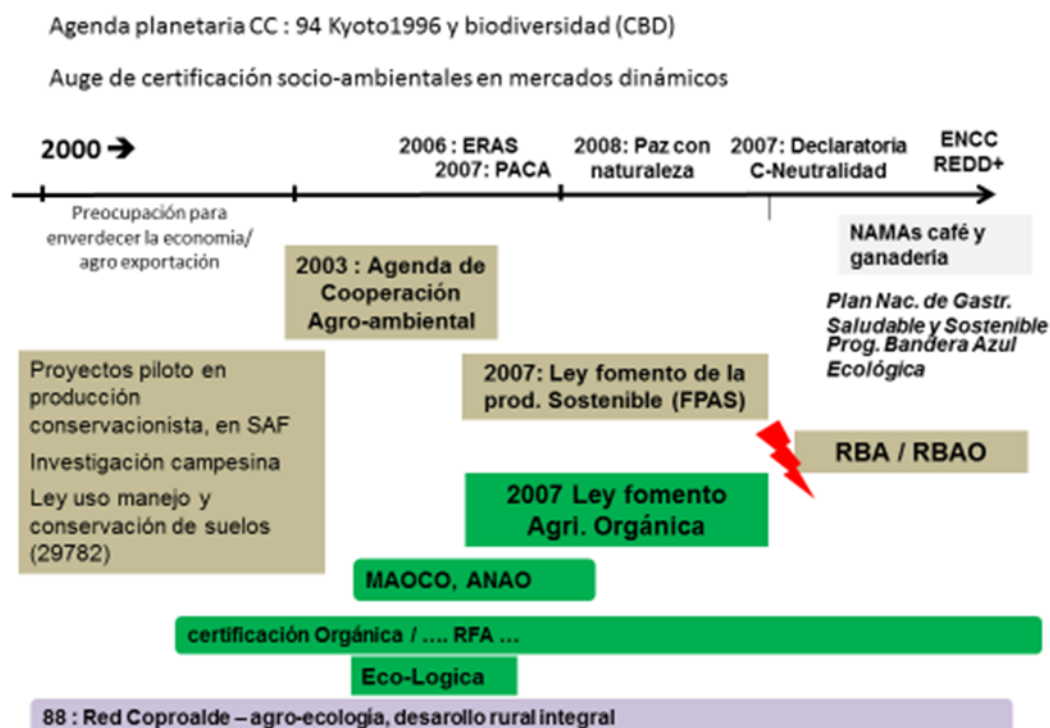 Agenda planetaria CC : 94 Kyoto1996 y biodiversidad (CBD)
Auge de certificación socio-ambientales en mercados dinámicos
2000 →
2006 : ERAS
2007: PACA
2008: Paz con
naturaleza
2007: Declaratoria
C-Neutralidad
ENCC
REDD+
Preocupación para
enverdecer la economia/
agro exportación
NAMAs café y
ganaderia
2003 : Agenda de
Cooperación
Agro-ambiental
Plan Nac. de Gastr.
Saludable y Sostenible
Prog. Bandera Azul
Ecológica
Proyectos piloto en
producción
conservacionista, en SAF
Investigación campesina
Ley uso manejo y
conservación de suelos
(29782)
2007: Ley fomento de la
prod. Sostenible (FPAS)
RBA / RBAO
2007 Ley fomento
Agri. Orgánica
MAOCO, ANAO
certificación Orgánica / .... RFA ...
Eco-Logica
88 : Red Coproalde – agro-ecología, desarollo rural integral